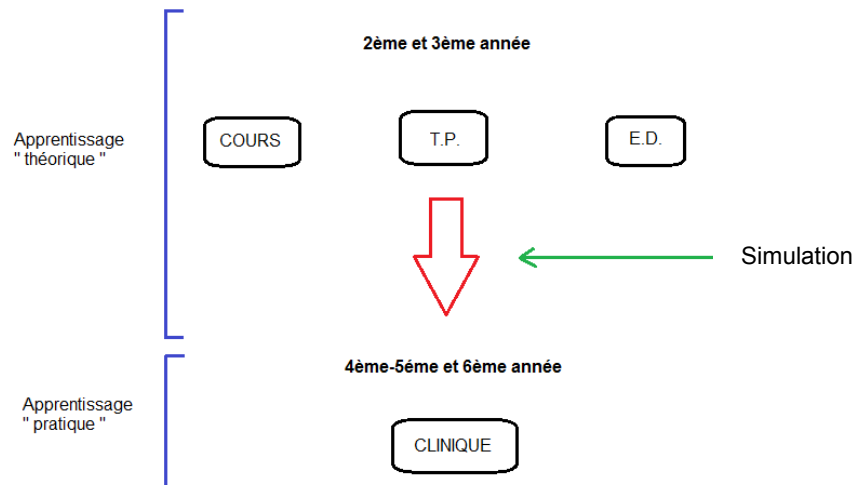 2ème et 3ème année
Apprentissage
" théorique "
COURS
T.P.
E.D.
Simulation
4ème-5éme et 6ème année
Apprentissage
" pratique "
CLINIQUE